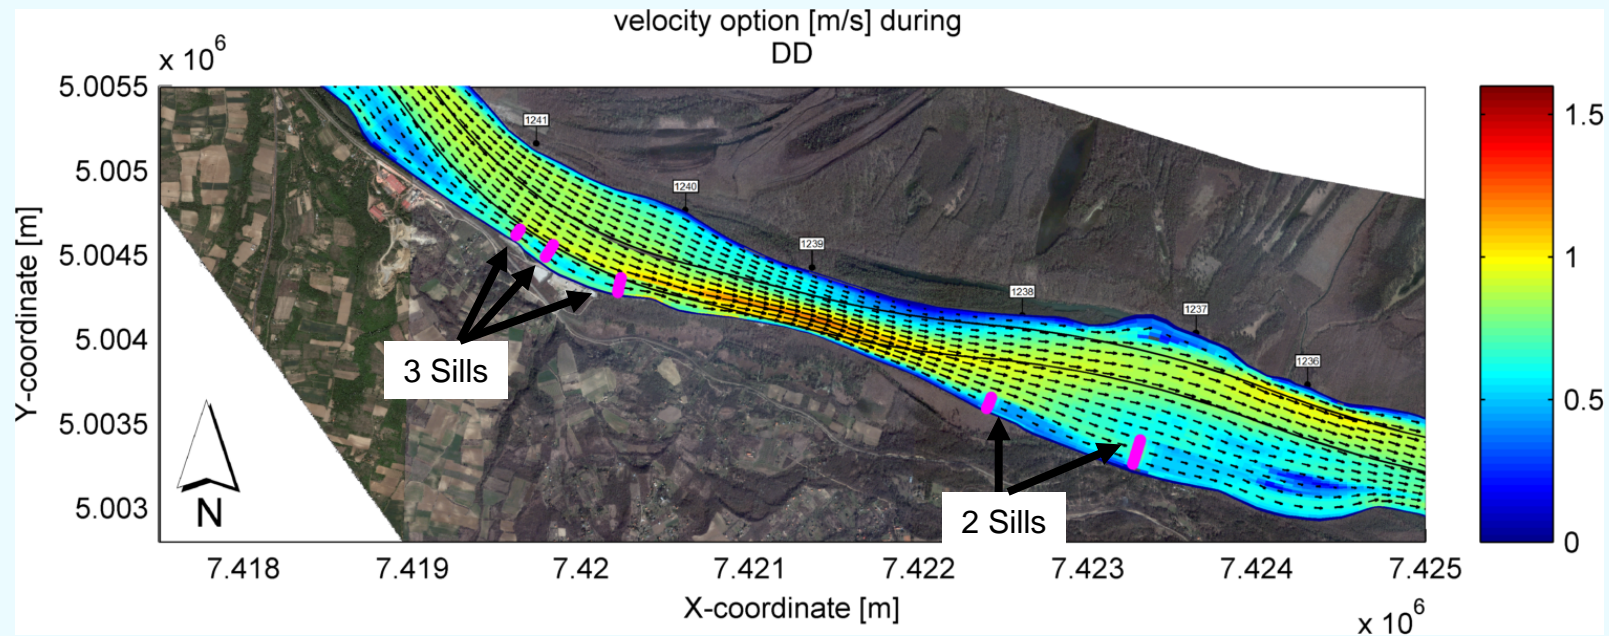 velocity option [m/s] during
DD
x 10^6
5.0055
5.005
5.0045
5.004
5.0035
5.003
Y-coordinate [m]
1241
1240
1239
1238
1237
1236
3 Sills
2 Sills
N
1.5
1
0.5
0
7.418 7.419 7.42 7.421 7.422 7.423 7.424 7.425
X-coordinate [m]
x 10^6